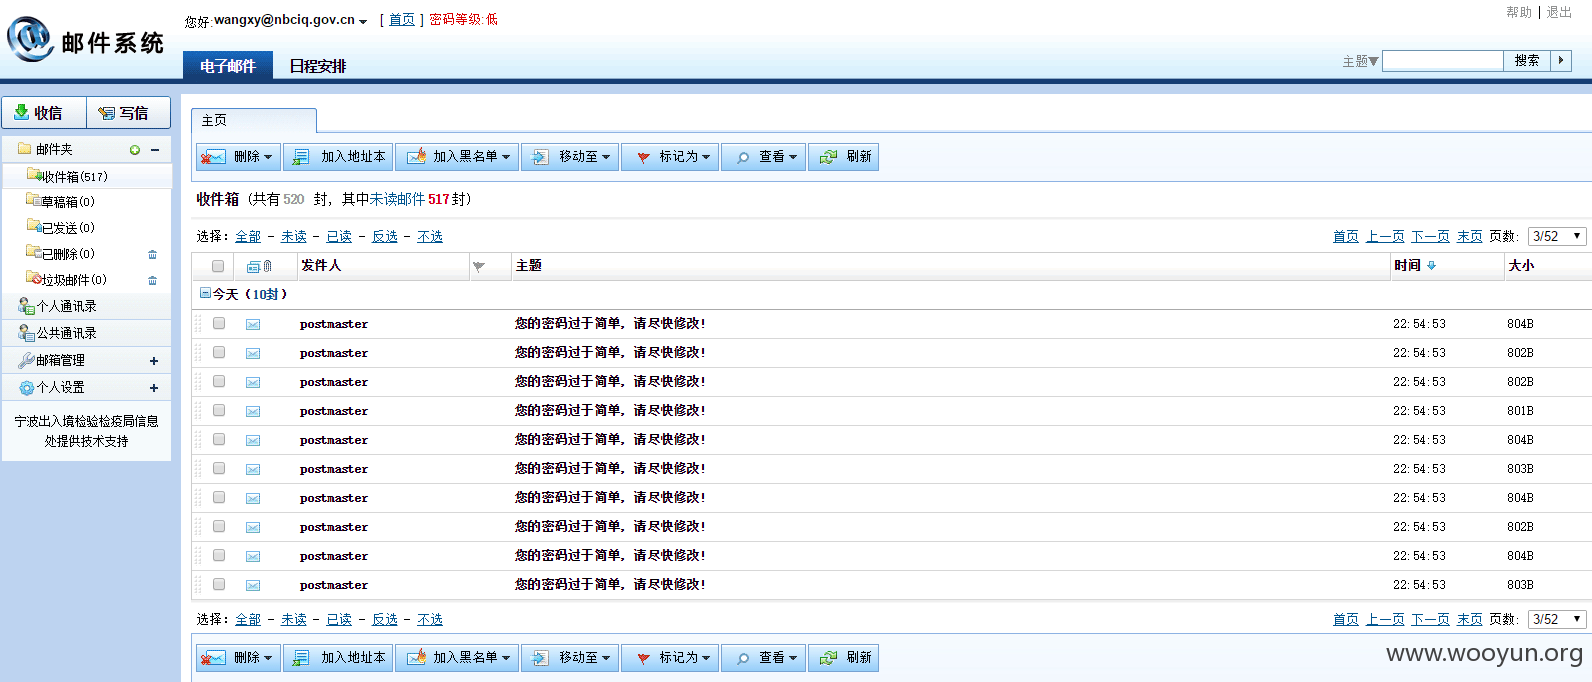 帮助 | 退出
邮件系统
您好:wangxy@nbciq.gov.cn [ 首页 ] 密码等级:低
电子邮件 日程安排
主题▼ 搜索
收信 写信
邮件夹
收件箱(517)
草稿箱(0)
已发送(0)
已删除(0)
垃圾邮件(0)
个人通讯录
公共通讯录
邮箱管理
个人设置
宁波出入境检验检疫局信息
处提供技术支持
主页
删除 加入地址本 加入黑名单 移动至 标记为 查看 刷新
收件箱（共有 520 封，其中未读邮件 517 封）
选择：全部 - 未读 - 已读 - 反选 - 不选 首页 上一页 下一页 末页 页数: 3/52
发件人 主题 时间 大小
今天（10封）
postmaster 您的密码过于简单，请尽快修改! 22:54:53 804B
postmaster 您的密码过于简单，请尽快修改! 22:54:53 802B
postmaster 您的密码过于简单，请尽快修改! 22:54:53 802B
postmaster 您的密码过于简单，请尽快修改! 22:54:53 801B
postmaster 您的密码过于简单，请尽快修改! 22:54:53 804B
postmaster 您的密码过于简单，请尽快修改! 22:54:53 803B
postmaster 您的密码过于简单，请尽快修改! 22:54:53 804B
postmaster 您的密码过于简单，请尽快修改! 22:54:53 802B
postmaster 您的密码过于简单，请尽快修改! 22:54:53 804B
postmaster 您的密码过于简单，请尽快修改! 22:54:53 803B
选择：全部 - 未读 - 已读 - 反选 - 不选 首页 上一页 下一页 末页 页数: 3/52
删除 加入地址本 加入黑名单 移动至 标记为 查看 刷新
www.wooyun.org